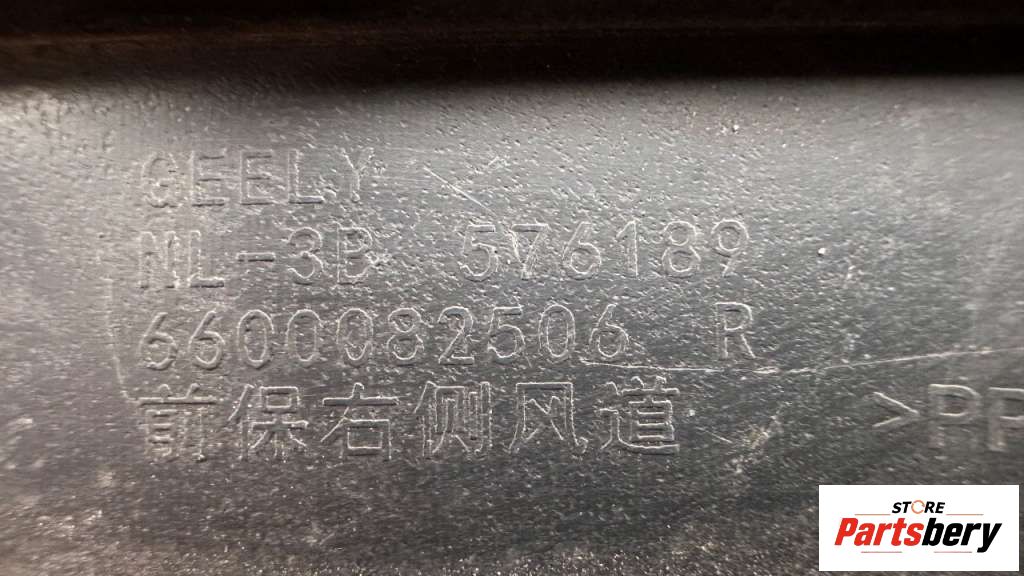 GEELY
NL-3B 576189
6600082506 R
前保右侧风道 >PP
STORE
Partsbery